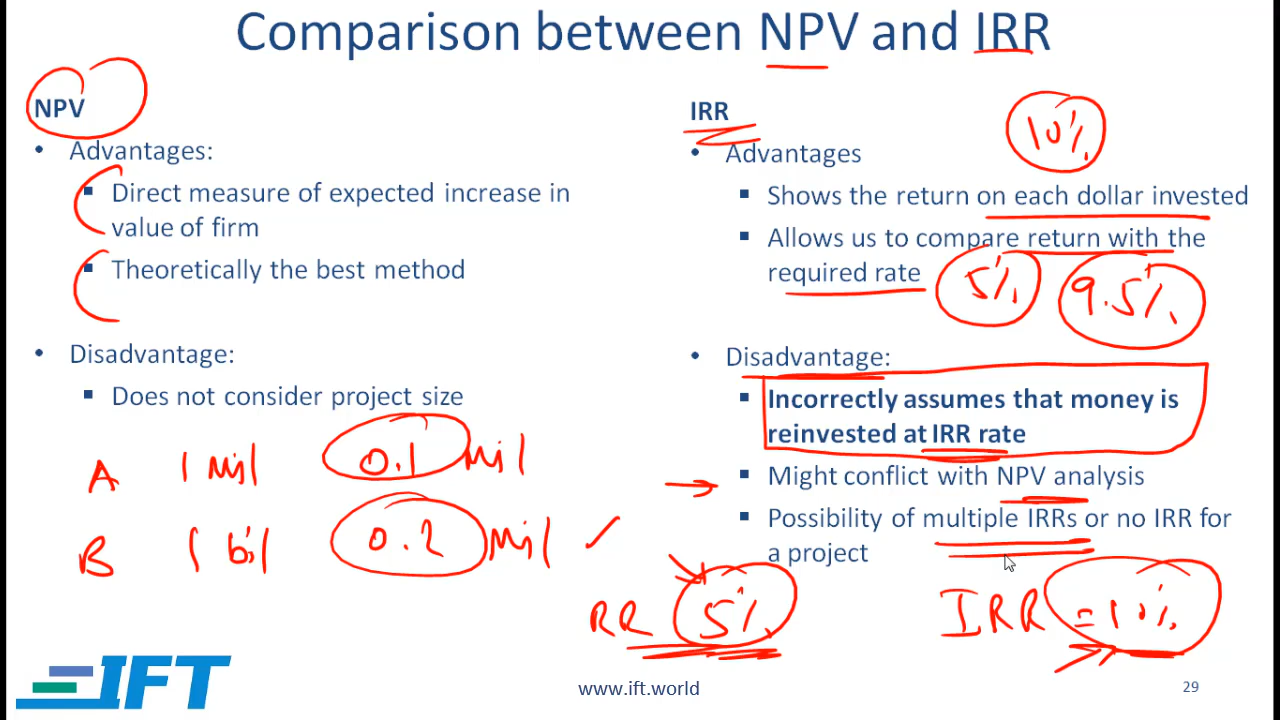 Comparison between NPV and IRR
NPV
• Advantages:
▪ Direct measure of expected increase in
value of firm
▪ Theoretically the best method
• Disadvantage:
▪ Does not consider project size
A 1 Mil 0.1 Mil
B 1 bil 0.2 Mil ✓
IRR
10%
• Advantages
▪ Shows the return on each dollar invested
▪ Allows us to compare return with the
required rate
5% 9.5%
• Disadvantage:
▪ Incorrectly assumes that money is
reinvested at IRR rate
▪ Might conflict with NPV analysis
▪ Possibility of multiple IRRs or no IRR for
a project
RR 5% IRR = 10%
IFT
www.ift.world
29